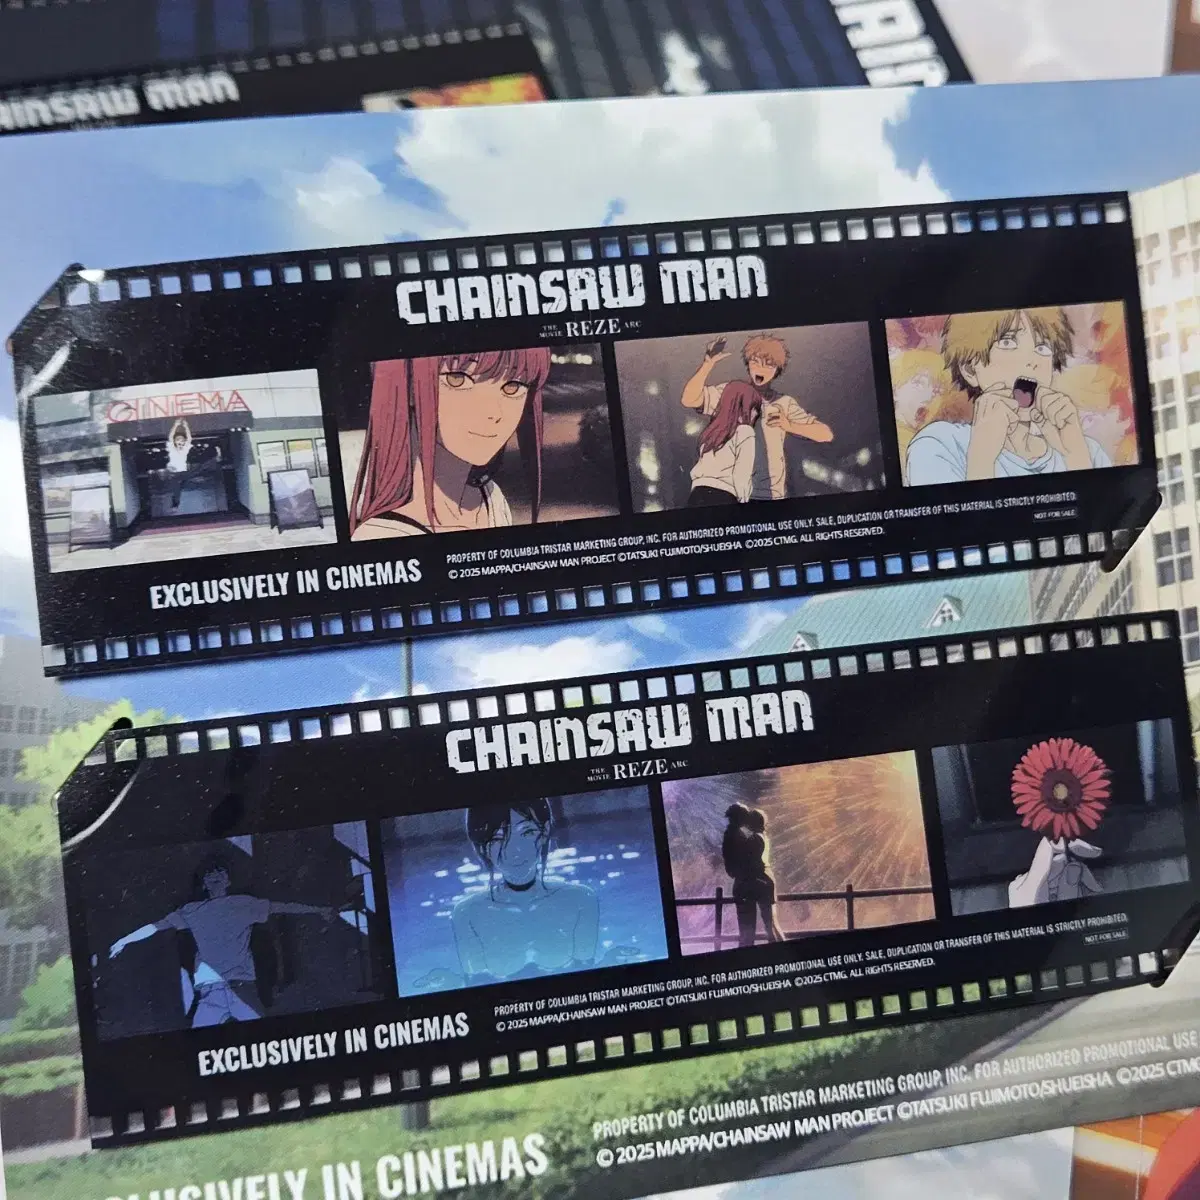 CHAINSAW MAN
CHAINSAW MAN
THE MOVIE REZE ARC
CINEMA
PROPERTY OF COLUMBIA TRISTAR MARKETING GROUP, INC. FOR AUTHORIZED PROMOTIONAL USE ONLY. SALE, DUPLICATION OR TRANSFER OF THIS MATERIAL IS STRICTLY PROHIBITED.
NOT FOR SALE
© 2025 MAPPA/CHAINSAW MAN PROJECT ©TATSUKI FUJIMOTO/SHUEISHA ©2025 CTMG. ALL RIGHTS RESERVED.
EXCLUSIVELY IN CINEMAS
CHAINSAW MAN
THE MOVIE REZE ARC
PROPERTY OF COLUMBIA TRISTAR MARKETING GROUP, INC. FOR AUTHORIZED PROMOTIONAL USE ONLY. SALE, DUPLICATION OR TRANSFER OF THIS MATERIAL IS STRICTLY PROHIBITED.
NOT FOR SALE
© 2025 MAPPA/CHAINSAW MAN PROJECT ©TATSUKI FUJIMOTO/SHUEISHA ©2025 CTMG. ALL RIGHTS RESERVED.
EXCLUSIVELY IN CINEMAS
PROPERTY OF COLUMBIA TRISTAR MARKETING GROUP, INC. FOR AUTHORIZED PROMOTIONAL USE
© 2025 MAPPA/CHAINSAW MAN PROJECT ©TATSUKI FUJIMOTO/SHUEISHA ©2025 CTMG
EXCLUSIVELY IN CINEMAS